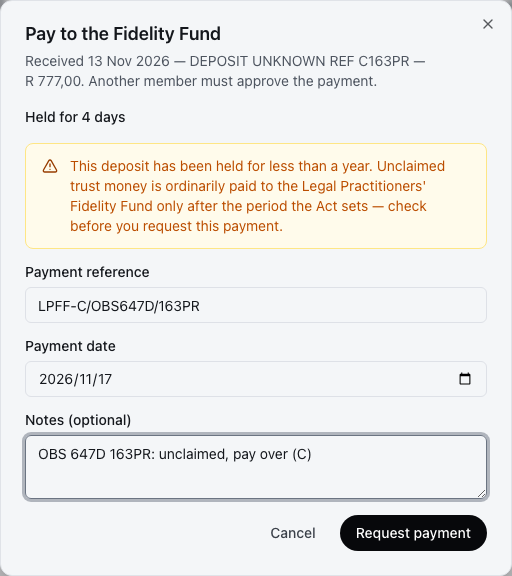 Pay to the Fidelity Fund
Received 13 Nov 2026 — DEPOSIT UNKNOWN REF C163PR —
R 777,00. Another member must approve the payment.
Held for 4 days
This deposit has been held for less than a year. Unclaimed
trust money is ordinarily paid to the Legal Practitioners'
Fidelity Fund only after the period the Act sets — check
before you request this payment.
Payment reference
LPFF-C/OBS647D/163PR
Payment date
2026/11/17
Notes (optional)
OBS 647D 163PR: unclaimed, pay over (C)
Cancel
Request payment